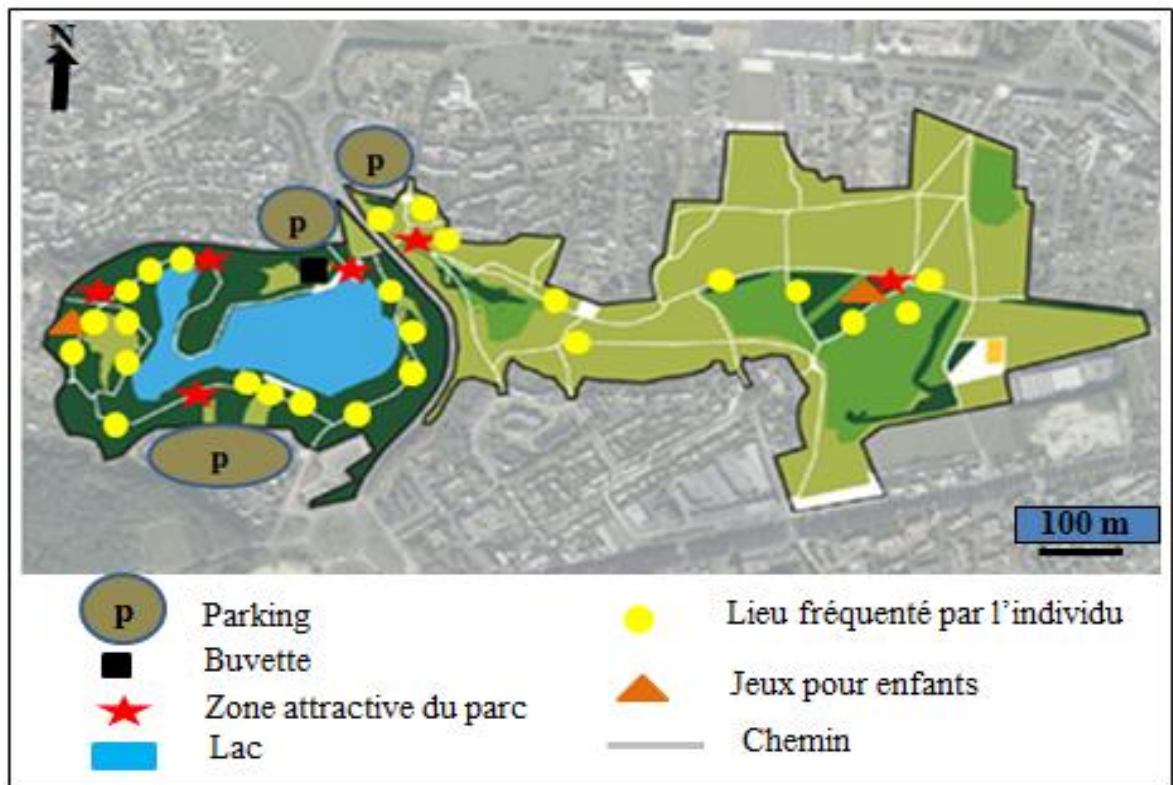 N
p
p
p
100 m
p
Parking
Buvette
Zone attractive du parc
Lac
Lieu fréquenté par l'individu
Jeux pour enfants
Chemin